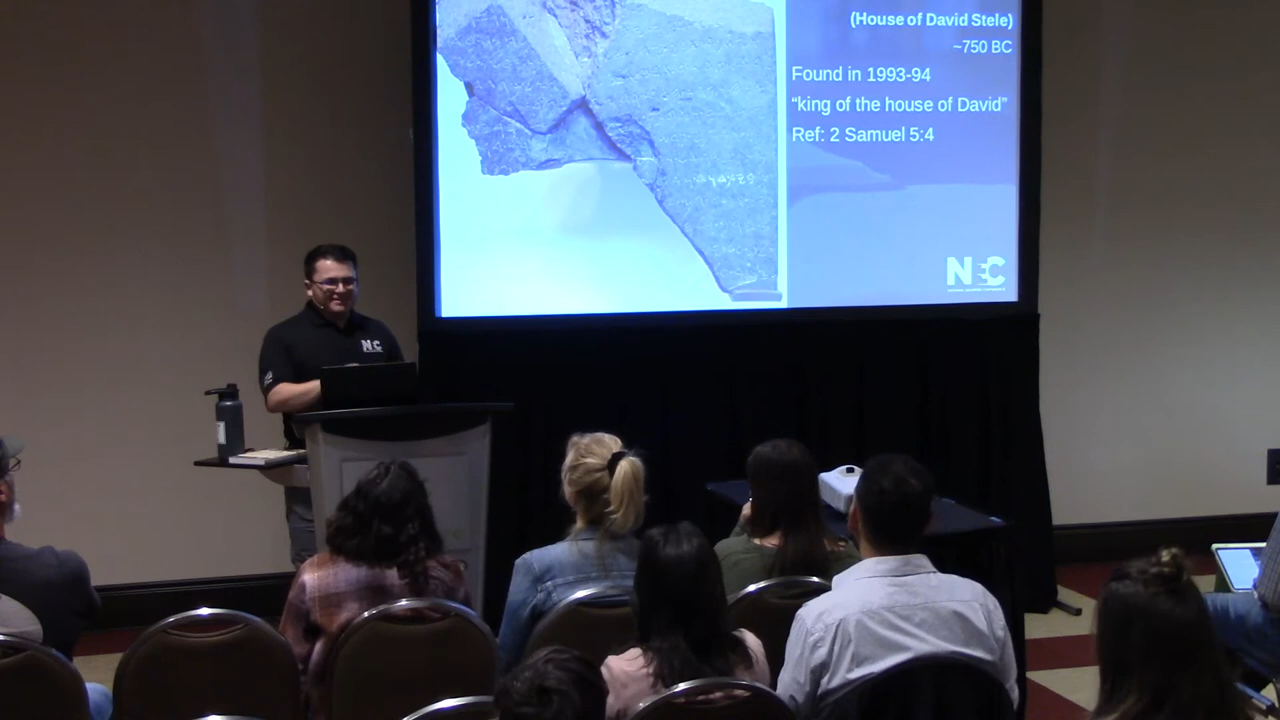 (House of David Stele)
~750 BC
Found in 1993-94
“king of the house of David”
Ref: 2 Samuel 5:4
NEC
NC